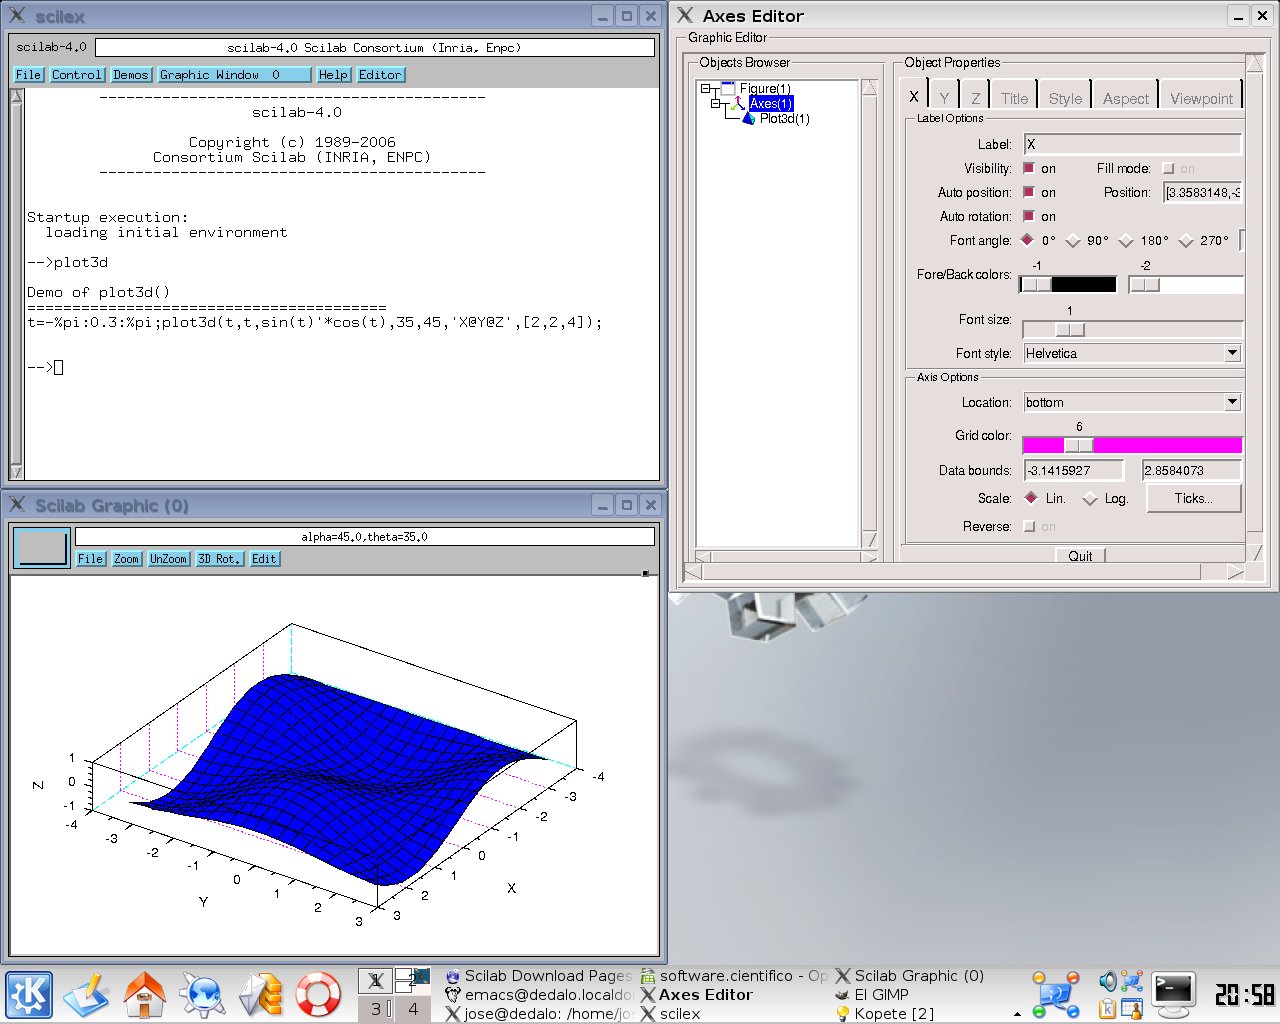 scilex
scilab-4.0
scilab-4.0 Scilab Consortium (Inria, Enpc)
File Control Demos Graphic Window 0 Help Editor
-------------------------------------------
scilab-4.0
Copyright (c) 1989-2006
Consortium Scilab (INRIA, ENPC)
-------------------------------------------
Startup execution:
loading initial environment
-->plot3d
Demo of plot3d()
========================================
t=-%pi:0.3:%pi;plot3d(t,t,sin(t)'*cos(t),35,45,'X@Y@Z',[2,2,4]);
-->
Scilab Graphic (0)
alpha=45.0,theta=35.0
File Zoom UnZoom 3D Rot. Edit
1
0
-1
Z
-4
-3
-2
-1
0
1
2
3
Y
-4
-3
-2
-1
0
1
2
3
X
Axes Editor
Graphic Editor
Objects Browser
Figure(1)
Axes(1)
Plot3d(1)
Object Properties
X Y Z Title Style Aspect Viewpoint
Label Options
Label: X
Visibility: on Fill mode: on
Auto position: on Position: [3.3583148,-3
Auto rotation: on
Font angle: 0° 90° 180° 270°
-1 -2
Fore/Back colors:
1
Font size:
Font style: Helvetica
Axis Options
Location: bottom
6
Grid color:
Data bounds: -3.1415927 2.8584073
Scale: Lin. Log. Ticks...
Reverse: on
Quit
2
3 4
Scilab Download Pages
emacs@dedalo.localdo
jose@dedalo: /home/jo
software.cientifico - Op
Axes Editor
scilex
Scilab Graphic (0)
El GIMP
Kopete [2]
20:58